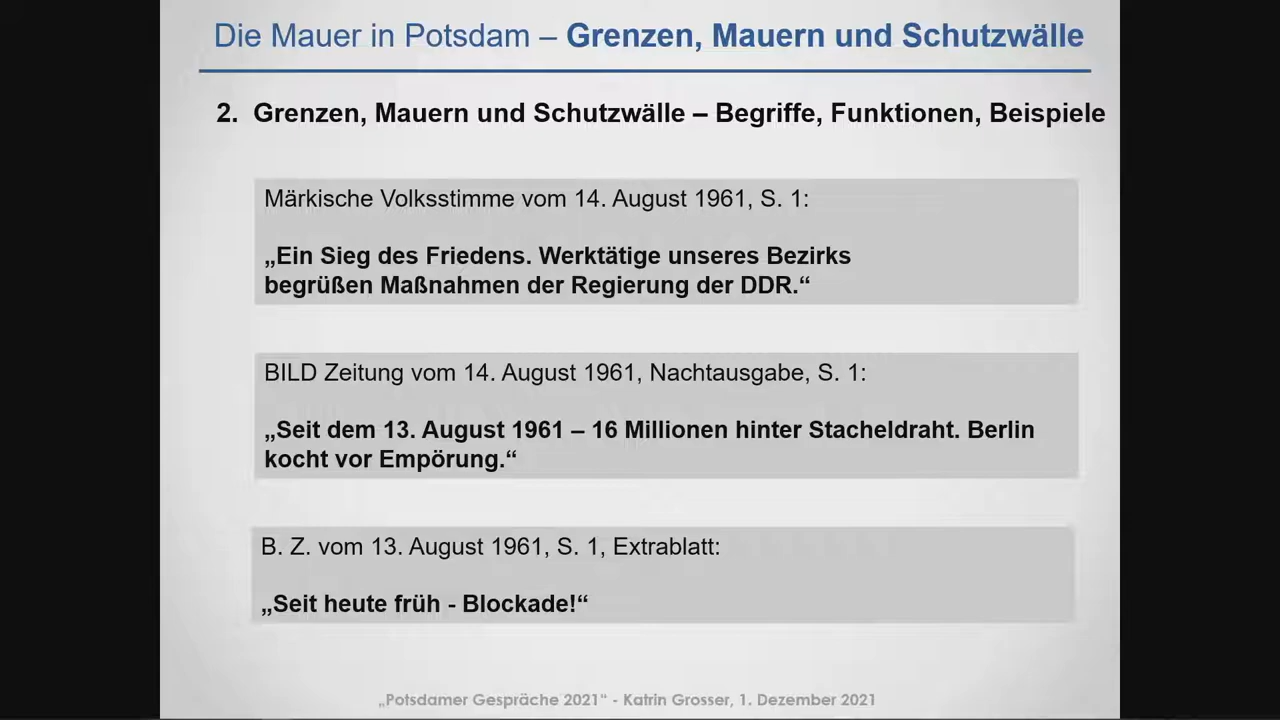 Die Mauer in Potsdam – Grenzen, Mauern und Schutzwälle
2. Grenzen, Mauern und Schutzwälle – Begriffe, Funktionen, Beispiele
Märkische Volksstimme vom 14. August 1961, S. 1:
„Ein Sieg des Friedens. Werktätige unseres Bezirks
begrüßen Maßnahmen der Regierung der DDR.“
BILD Zeitung vom 14. August 1961, Nachtausgabe, S. 1:
„Seit dem 13. August 1961 – 16 Millionen hinter Stacheldraht. Berlin
kocht vor Empörung.“
B. Z. vom 13. August 1961, S. 1, Extrablatt:
„Seit heute früh - Blockade!“
„Potsdamer Gespräche 2021“ - Katrin Grosser, 1. Dezember 2021